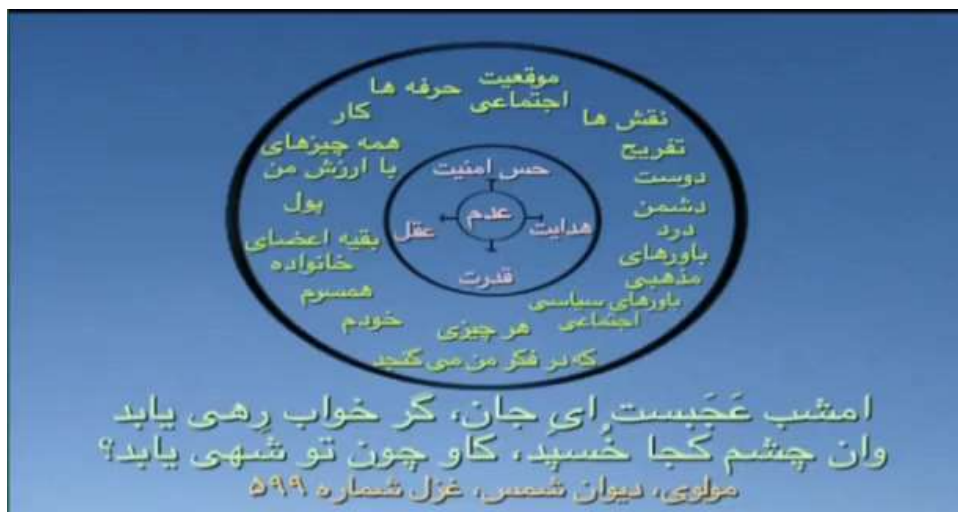 موقعیت
اجتماعی
حرفه ها
کار
همه چیزهای
با ارزش من
پول
بقیه اعضای
خانواده
همسرم
خودم
هر چیزی
که در فکر من می گنجد
نقش ها
تفریح
دوست
دشمن
درد
باورهای
مذهبی
باورهای سیاسی
اجتماعی
حس امنیت
عقل
عدم
هدایت
قدرت
امشب عَجَبست ای جان، گر خواب رهی یابد
وان چشم کجا خُسپد، کاو چون تو شهی یابد؟
مولوی، دیوان شمس، غزل شماره ۵۹۹